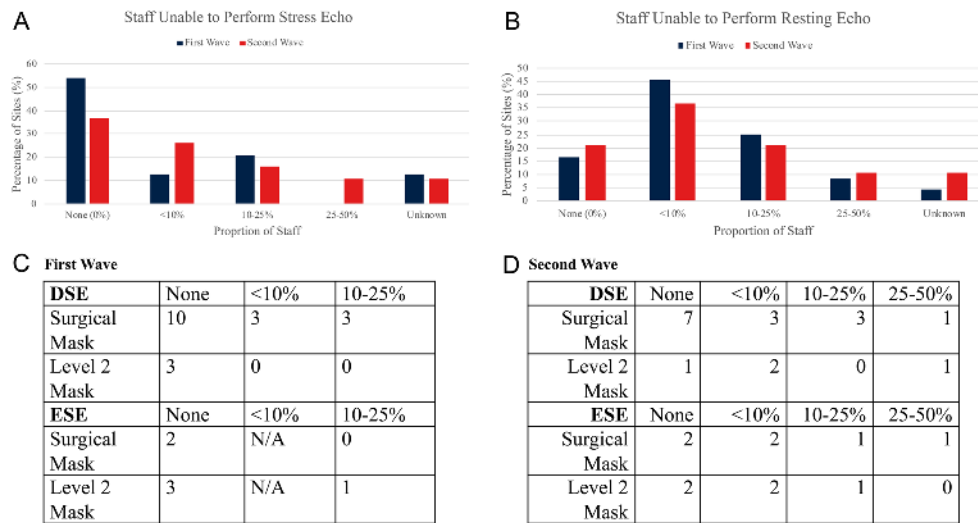 A
Staff Unable to Perform Stress Echo
First Wave Second Wave
Percentage of Sites (%)
60
50
40
30
20
10
0
None (0%) <10% 10-25% 25-50% Unknown
Proprtion of Staff
B
Staff Unable to Perform Resting Echo
First Wave Second Wave
Percentage of Sites (%)
50
45
40
35
30
25
20
15
10
5
0
None (0%) <10% 10-25% 25-50% Unknown
Proportion of Staff
C First Wave
DSE None <10% 10-25%
Surgical Mask 10 3 3
Level 2 Mask 3 0 0
ESE None <10% 10-25%
Surgical Mask 2 N/A 0
Level 2 Mask 3 N/A 1
D Second Wave
DSE None <10% 10-25% 25-50%
Surgical Mask 7 3 3 1
Level 2 Mask 1 2 0 1
ESE None <10% 10-25% 25-50%
Surgical Mask 2 2 1 1
Level 2 Mask 2 2 1 0